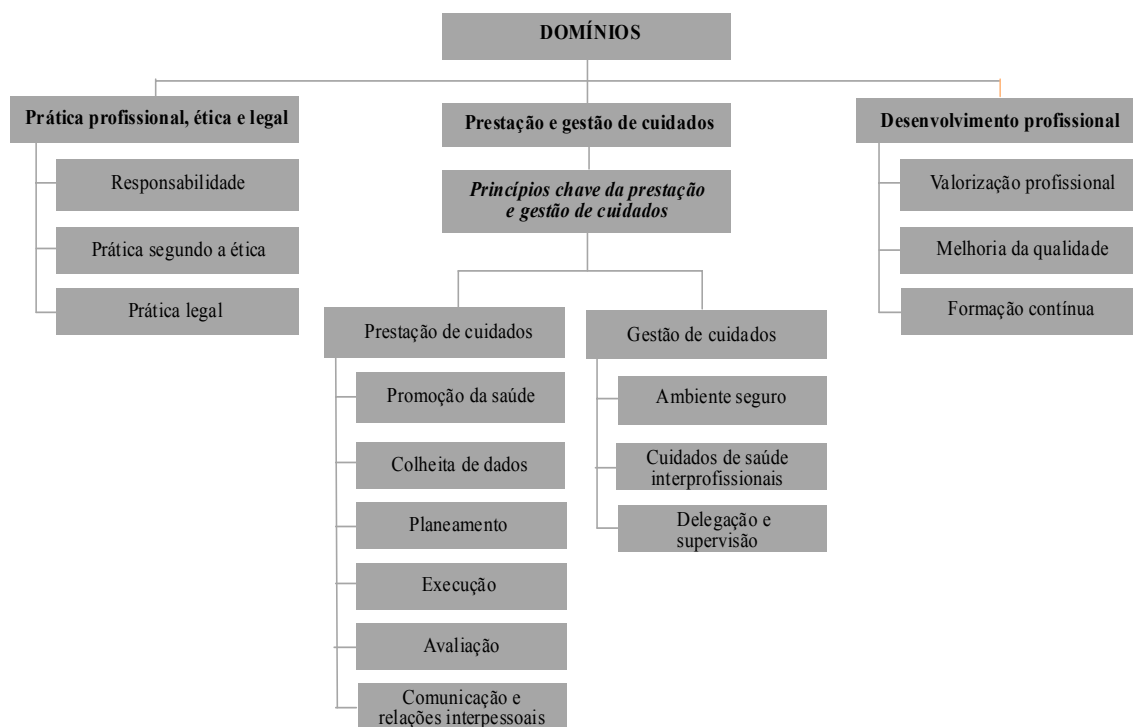 DOMÍNIOS
Prática profissional, ética e legal
Responsabilidade
Prática segundo a ética
Prática legal
Prestação e gestão de cuidados
Princípios chave da prestação
e gestão de cuidados
Prestação de cuidados
Promoção da saúde
Colheita de dados
Planeamento
Execução
Avaliação
Comunicação e
relações interpessoais
Gestão de cuidados
Ambiente seguro
Cuidados de saúde
interprofissionais
Delegação e
supervisão
Desenvolvimento profissional
Valorização profissional
Melhoria da qualidade
Formação contínua